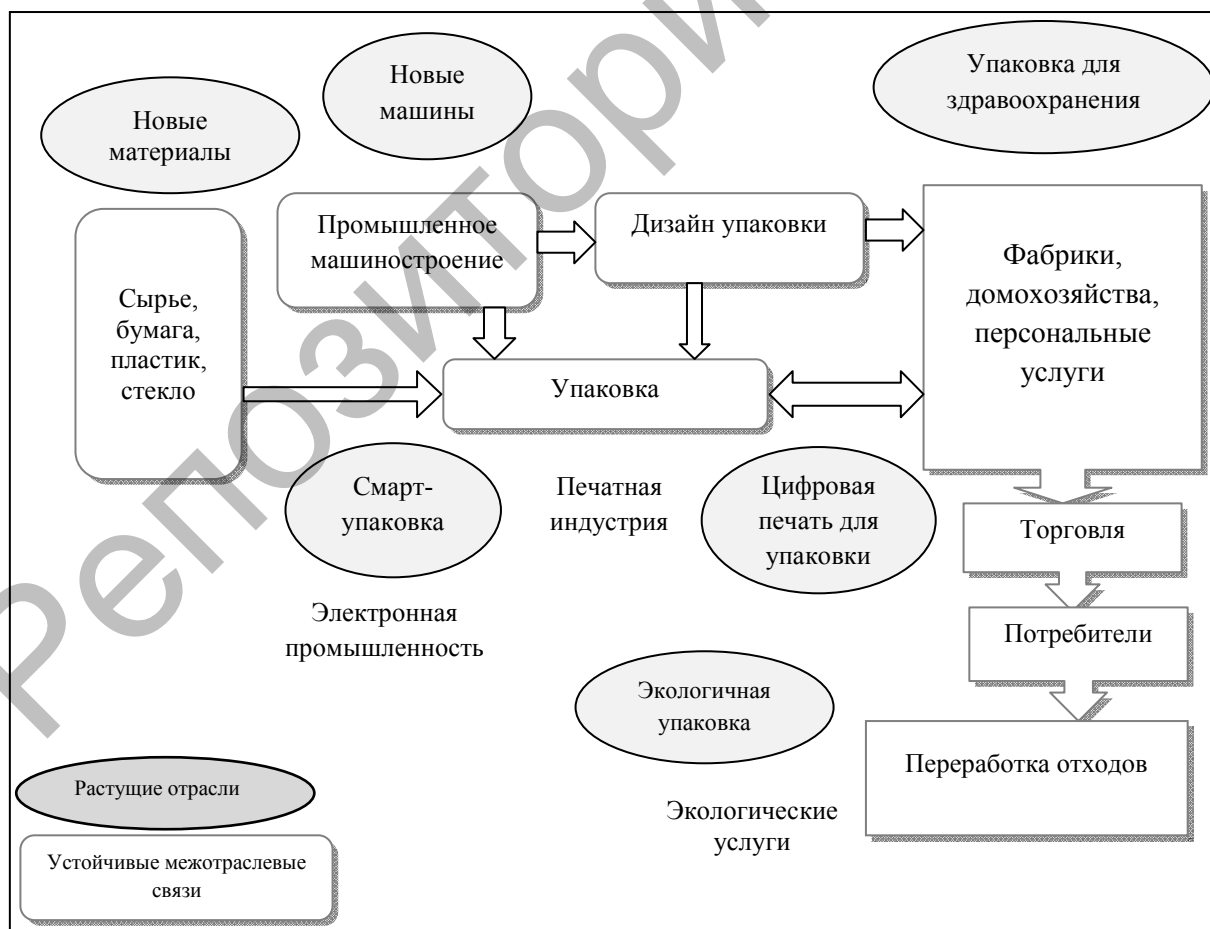 Новые
материалы
Новые
машины
Упаковка для
здравоохранения
Сырье,
бумага,
пластик,
стекло
Промышленное
машиностроение
Дизайн упаковки
Фабрики,
домохозяйства,
персональные
услуги
Упаковка
Смарт-
упаковка
Печатная
индустрия
Цифровая
печать для
упаковки
Торговля
Электронная
промышленность
Потребители
Экологичная
упаковка
Переработка отходов
Экологические
услуги
Растущие отрасли
Устойчивые межотраслевые
связи
Репозитори